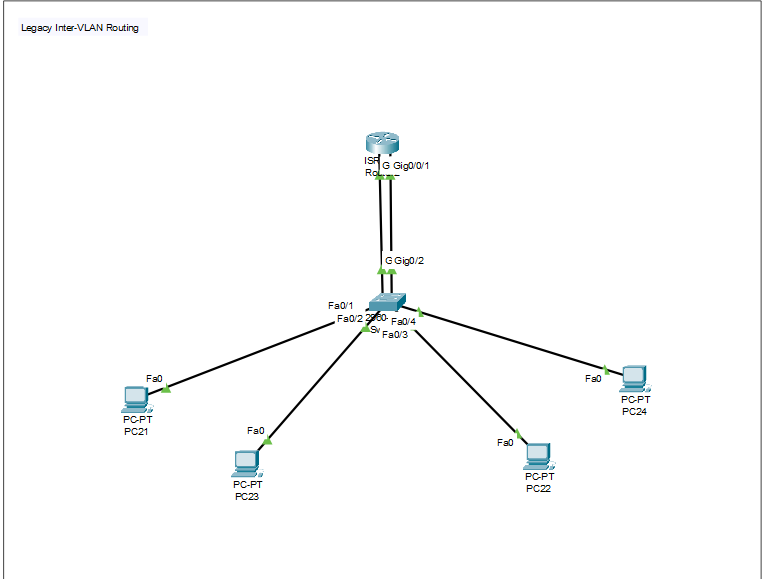 Legacy Inter-VLAN Routing
ISR
G Gig0/0/1
G Gig0/2
Fa0/1
Fa0/2
Fa0/4
Fa0/3
Fa0
PC-PT
PC21
Fa0
PC-PT
PC23
Fa0
PC-PT
PC22
Fa0
PC-PT
PC24